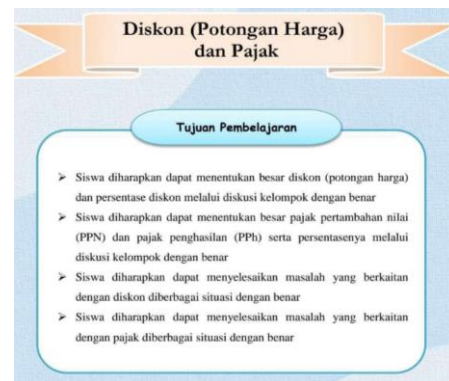 Diskon (Potongan Harga)
dan Pajak
Tujuan Pembelajaran
➢ Siswa diharapkan dapat menentukan besar diskon (potongan harga)
dan persentase diskon melalui diskusi kelompok dengan benar
➢ Siswa diharapkan dapat menentukan besar pajak pertambahan nilai
(PPN) dan pajak penghasilan (PPh) serta persentasenya melalui
diskusi kelompok dengan benar
➢ Siswa diharapkan dapat menyelesaikan masalah yang berkaitan
dengan diskon diberbagai situasi dengan benar
➢ Siswa diharapkan dapat menyelesaikan masalah yang berkaitan
dengan pajak diberbagai situasi dengan benar